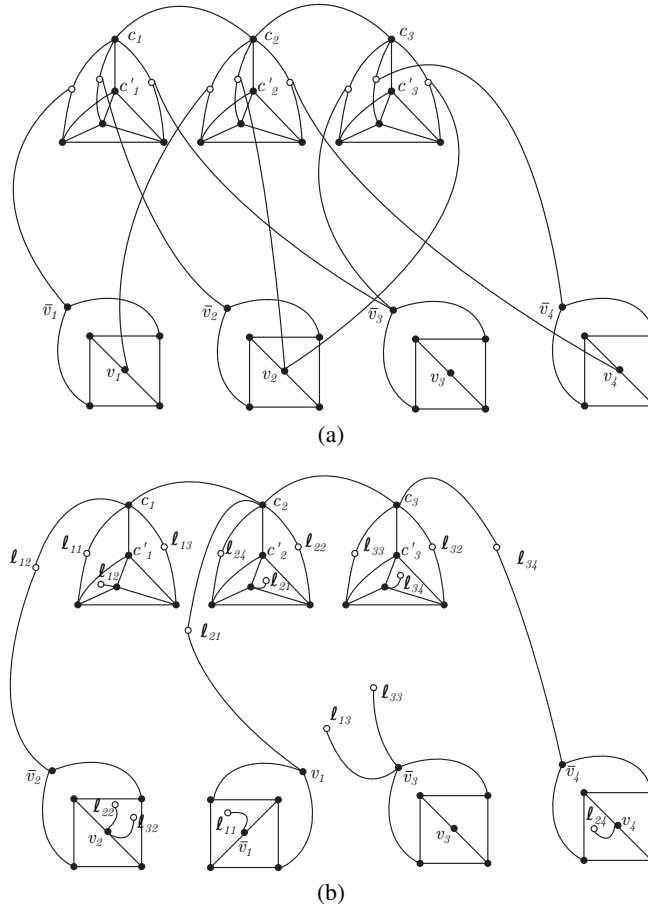 c₁ c₂ c₃
c'₁ c'₂ c'₃
v̄₁ v̄₂ v̄₃ v̄₄
v₁ v₂ v₃ v₄
(a)
c₁ c₂ c₃
ℓ₁₂ ℓ₁₁ c'₁ ℓ₁₃ ℓ₂₄ c'₂ ℓ₂₂ ℓ₃₃ c'₃ ℓ₃₂ ℓ₃₄
ℓ₁₂ ℓ₂₁ ℓ₃₄
ℓ₂₁
ℓ₃₃
ℓ₁₃
v̄₂ v₁ v̄₃ v̄₄
ℓ₂₂ ℓ₃₂ ℓ₁₁ ℓ₂₄
v₂ v̄₁ v₃ v₄
(b)